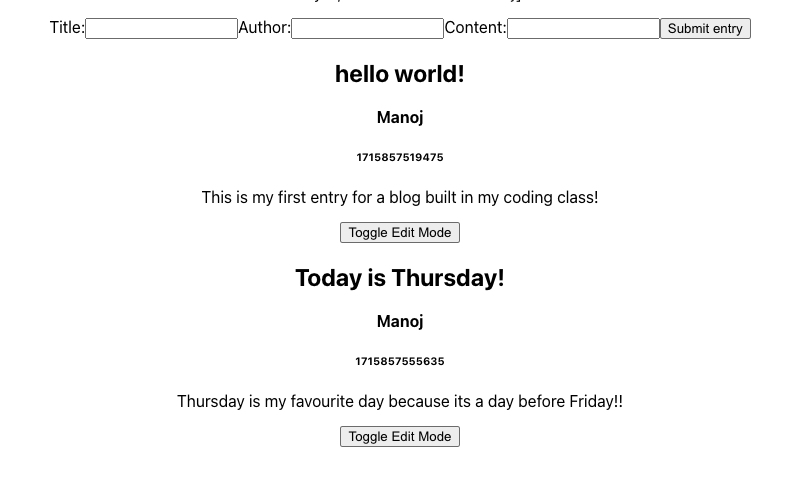 Title: Author: Content: Submit entry
hello world!
Manoj
1715857519475
This is my first entry for a blog built in my coding class!
Toggle Edit Mode
Today is Thursday!
Manoj
1715857555635
Thursday is my favourite day because its a day before Friday!!
Toggle Edit Mode